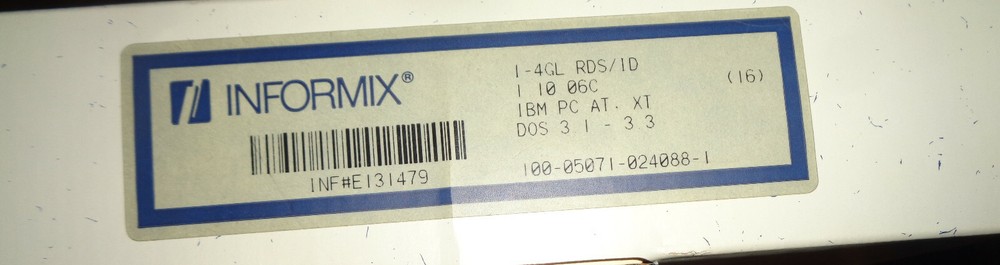 INFORMIX®
INF#E131479
I-4GL RDS/ID
1 10 06C
(16)
IBM PC AT. XT
DOS 3 1 - 3 3
100-05071-024088-1